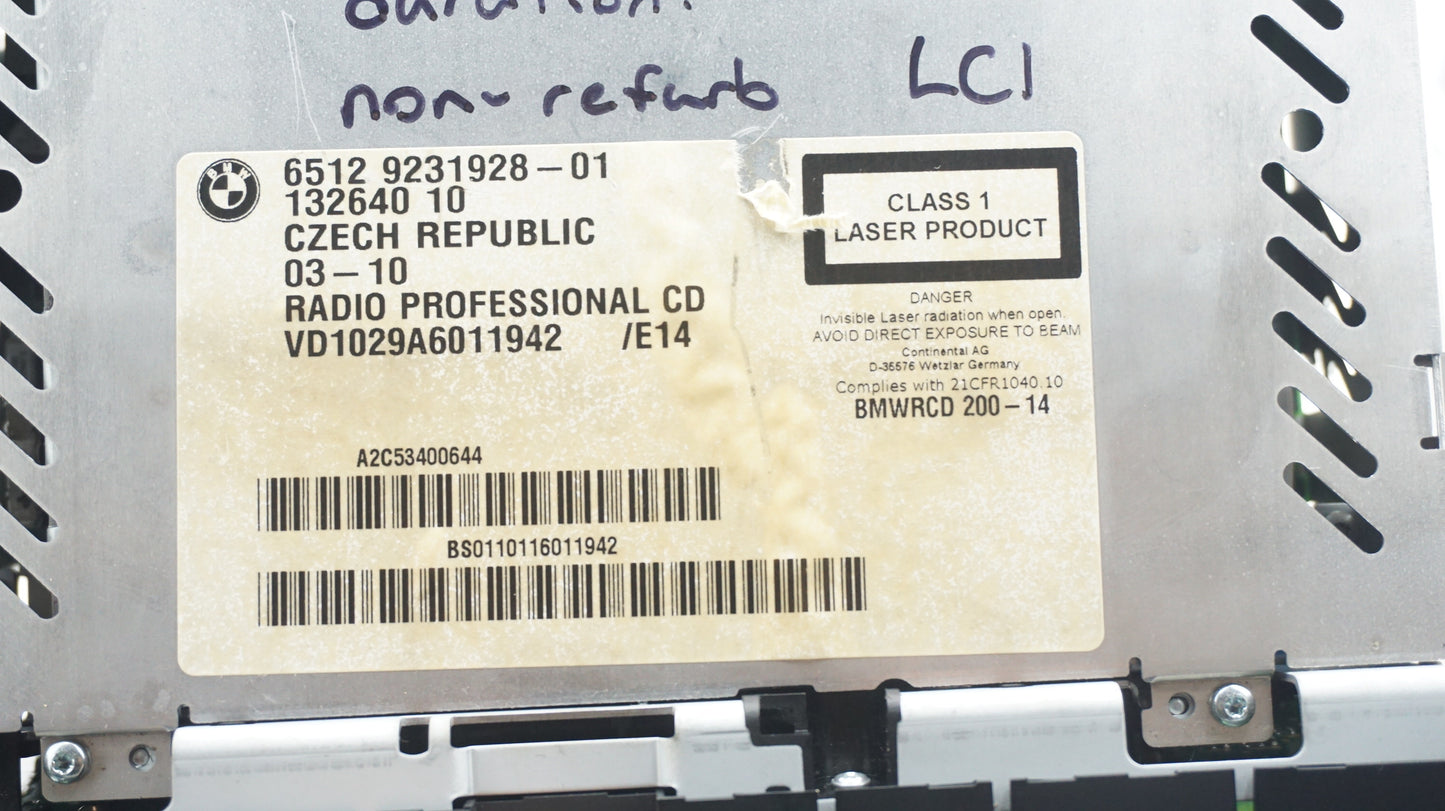 duration!
non-refurb LCI
BMW
6512 9231928-01
132640 10
CZECH REPUBLIC
03-10
RADIO PROFESSIONAL CD
VD1029A6011942 /E14
CLASS 1
LASER PRODUCT
DANGER
Invisible Laser radiation when open.
AVOID DIRECT EXPOSURE TO BEAM
Continental AG
D-35576 Wetzlar Germany
Complies with 21CFR1040.10
BMWRCD 200-14
A2C53400644
BS0110116011942